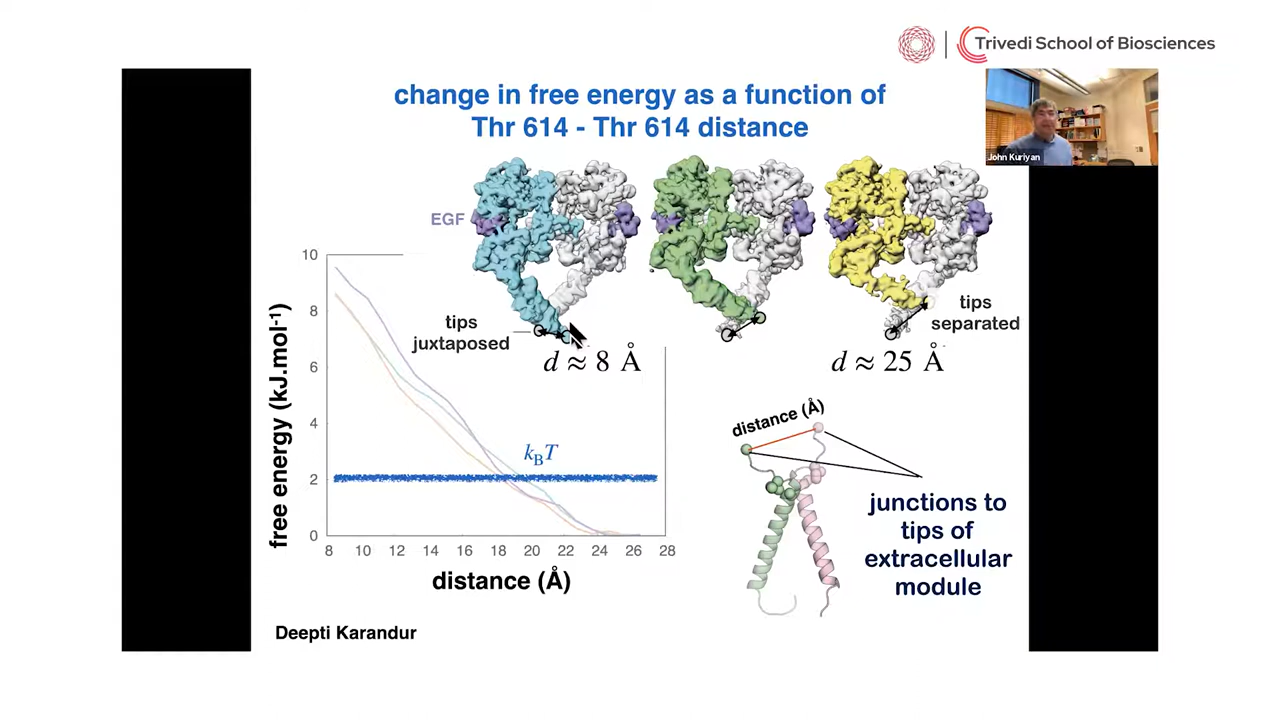 Trivedi School of Biosciences
change in free energy as a function of
Thr 614 - Thr 614 distance
John Kuriyan
EGF
tips
juxtaposed
d ≈ 8 Å
tips
separated
d ≈ 25 Å
free energy (kJ.mol-1)
10
8
6
4
2
0
kBT
8 10 12 14 16 18 20 22 24 26 28
distance (Å)
distance (Å)
junctions to
tips of
extracellular
module
Deepti Karandur